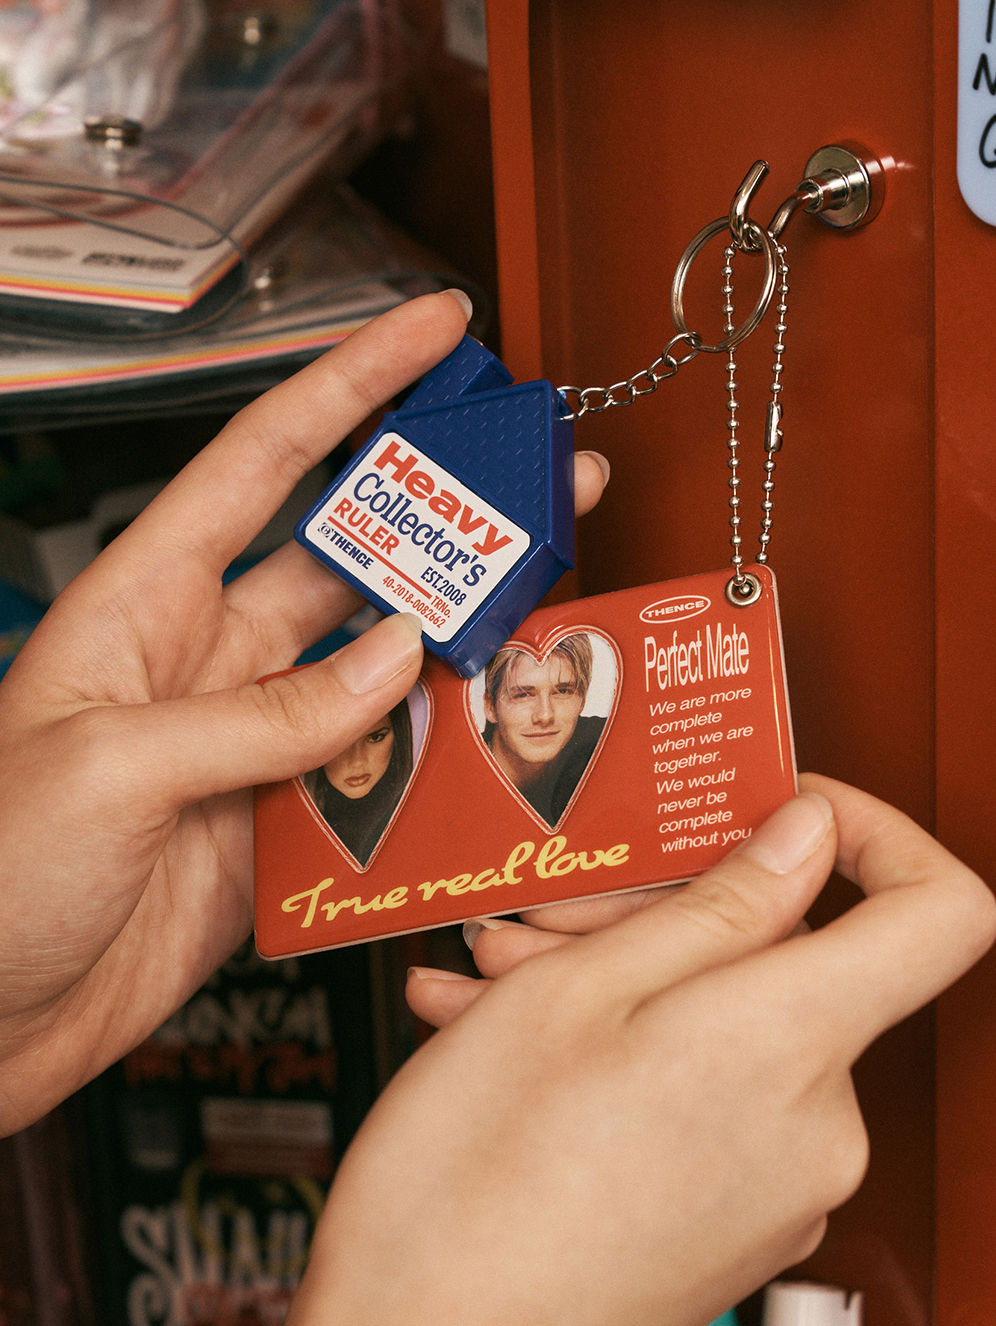 Heavy
Collector's
RULER
EST.2008
©THENCE
TRNo.
40-2018-0082662
THENCE
Perfect Mate
We are more
complete
when we are
together.
We would
never be
complete
without you
True real love